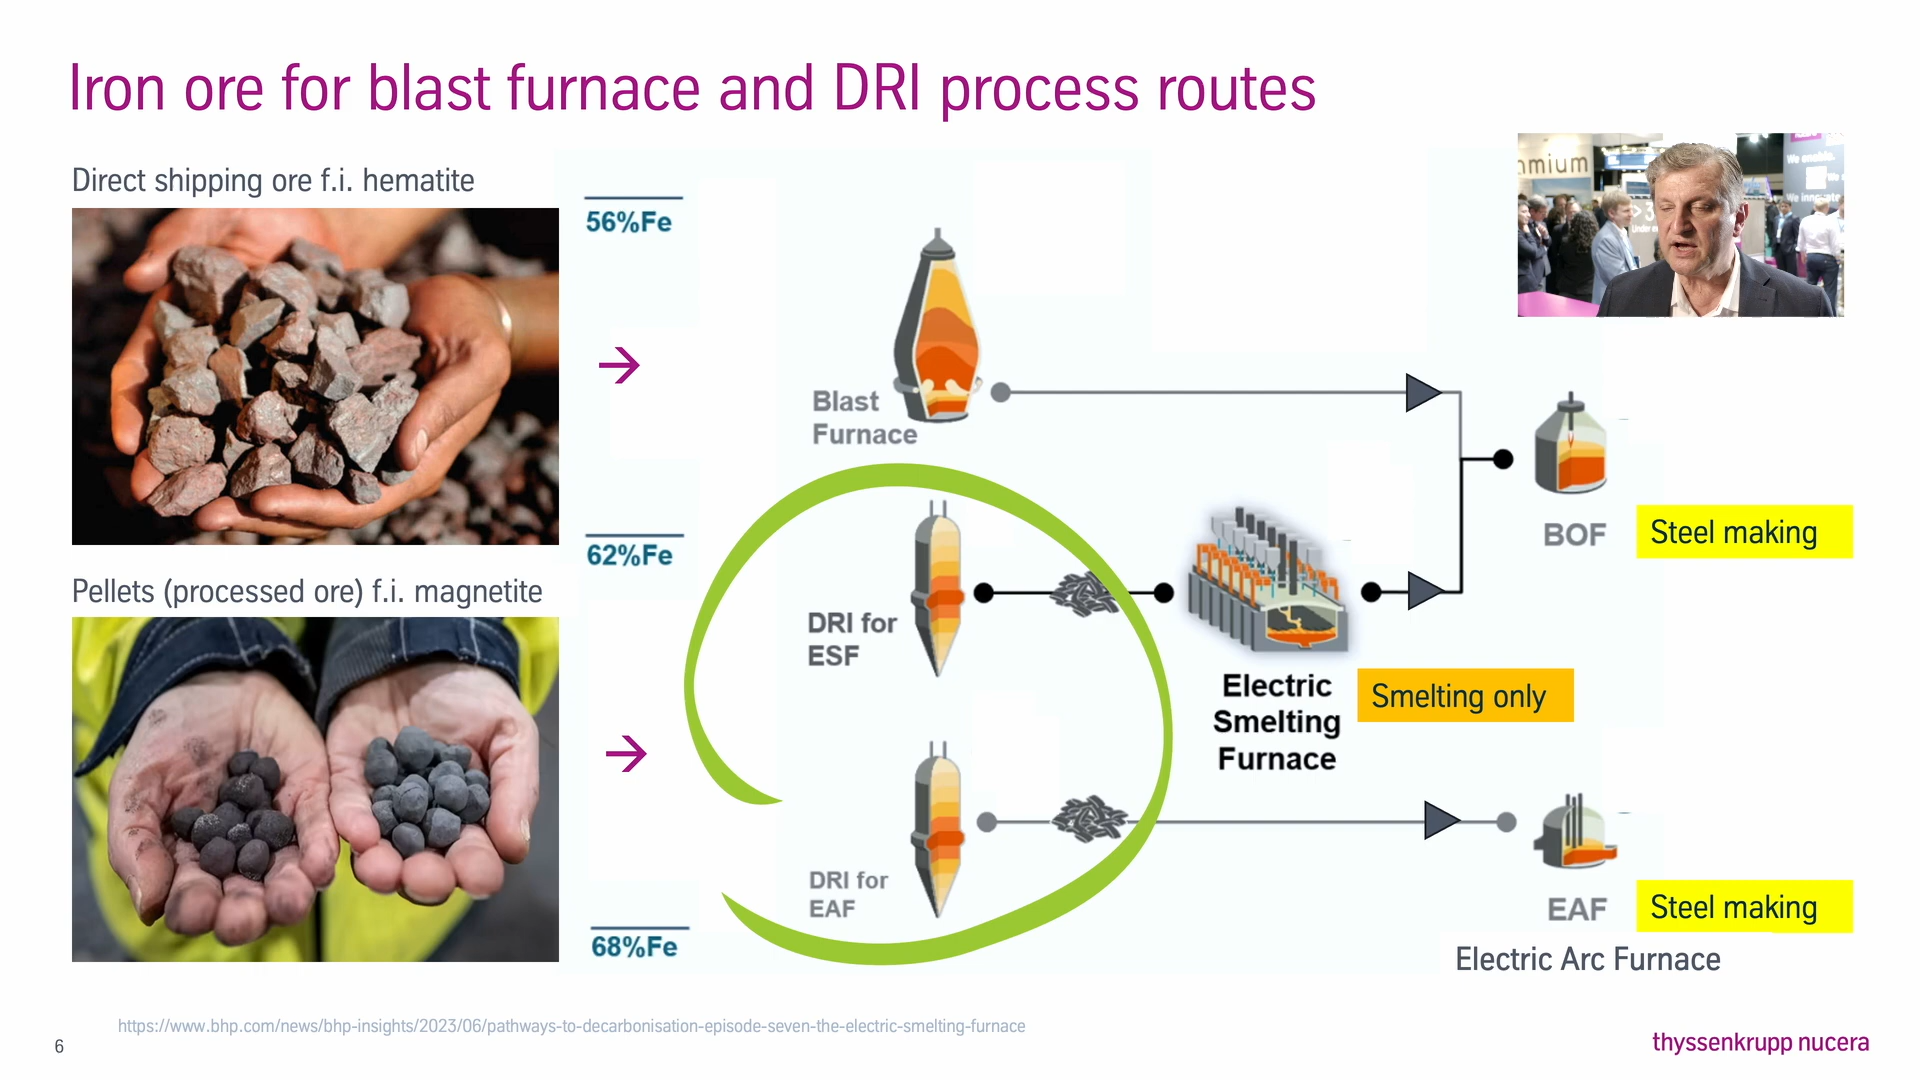 Iron ore for blast furnace and DRI process routes
Direct shipping ore f.i. hematite
56%Fe
Blast
Furnace
62%Fe
Pellets (processed ore) f.i. magnetite
DRI for
ESF
Electric
Smelting
Furnace
Smelting only
BOF
Steel making
DRI for
EAF
68%Fe
EAF
Steel making
Electric Arc Furnace
https://www.bhp.com/news/bhp-insights/2023/06/pathways-to-decarbonisation-episode-seven-the-electric-smelting-furnace
6
thyssenkrupp nucera
We enable.